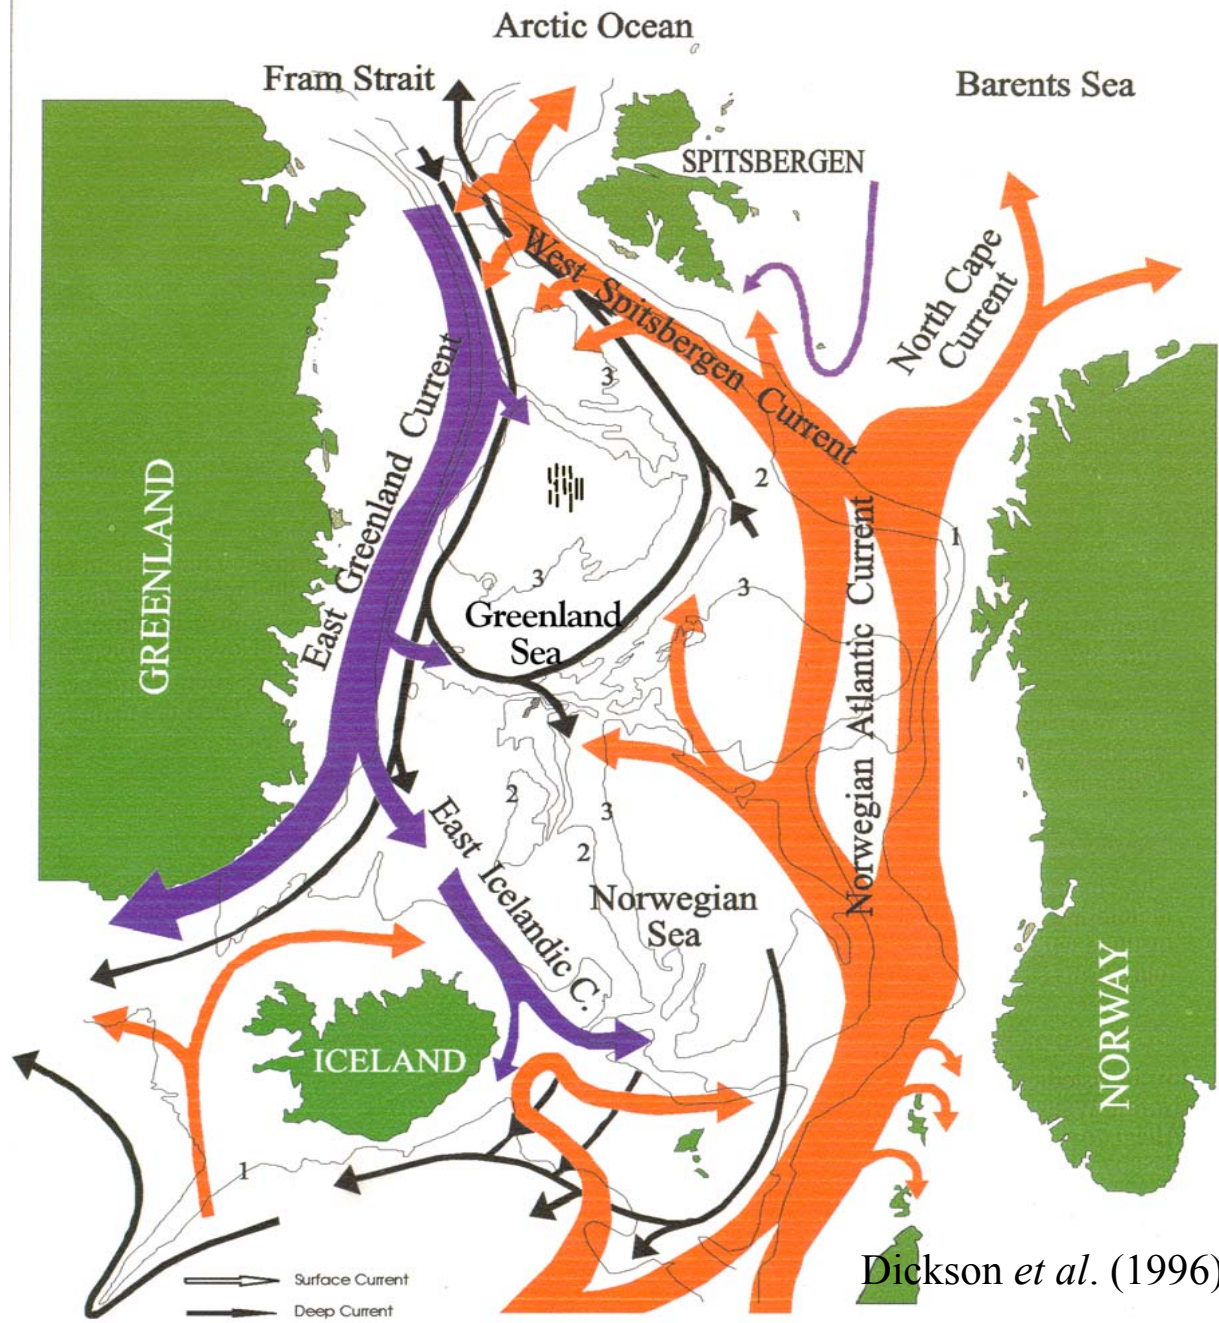 Arctic Ocean
Fram Strait
Barents Sea
SPITSBERGEN
West Spitsbergen Current
North Cape
Current
East Greenland Current
GREENLAND
3
2
1
3
3
Greenland
Sea
Norwegian Atlantic Current
2
3
2
East Icelandic C.
Norwegian
Sea
NORWAY
ICELAND
1
Surface Current
Deep Current
Dickson et al. (1996)